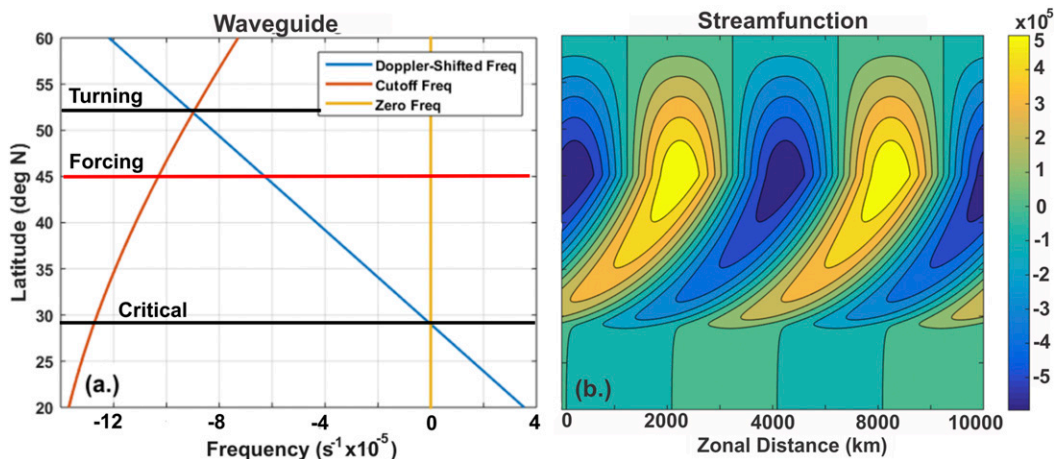 Waveguide
60
55
50
45
40
35
30
25
20
Latitude (deg N)
Doppler-Shifted Freq
Cutoff Freq
Zero Freq
Turning
Forcing
Critical
(a.)
-12
-8
-4
0
4
Frequency (s-1 x10-5)
Streamfunction
(b.)
0
2000
4000
6000
8000
10000
Zonal Distance (km)
x105
5
4
3
2
1
0
-1
-2
-3
-4
-5